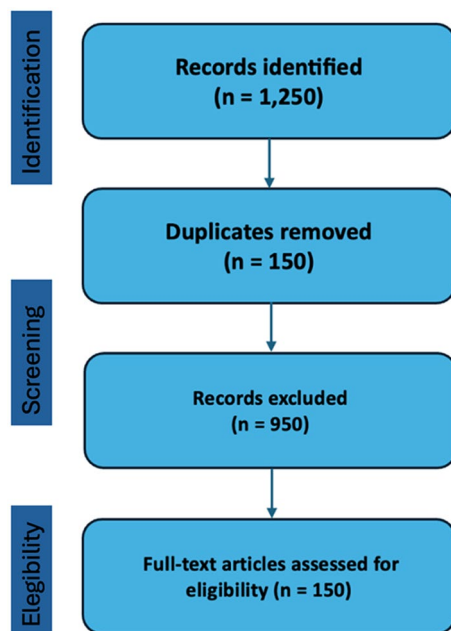 Identification
Records identified
(n = 1,250)
Duplicates removed
(n = 150)
Screening
Records excluded
(n = 950)
Elegibility
Full-text articles assessed for
eligibility (n = 150)